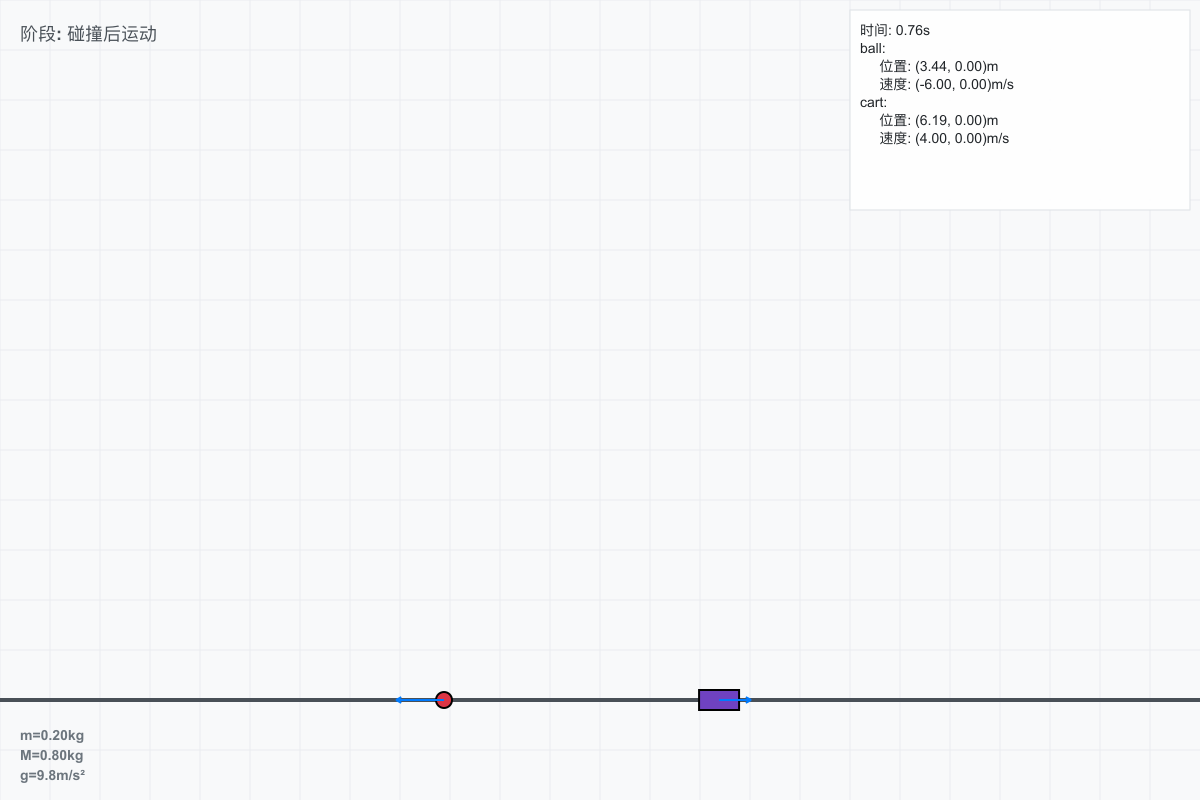 阶段: 碰撞后运动
时间: 0.76s
ball:
位置: (3.44, 0.00)m
速度: (-6.00, 0.00)m/s
cart:
位置: (6.19, 0.00)m
速度: (4.00, 0.00)m/s
m=0.20kg
M=0.80kg
g=9.8m/s²